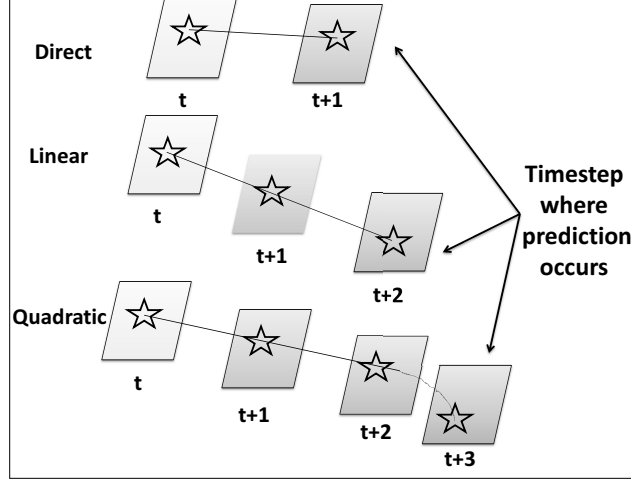 Direct
t
t+1
Linear
t
t+1
t+2
Timestep
where
prediction
occurs
Quadratic
t
t+1
t+2
t+3